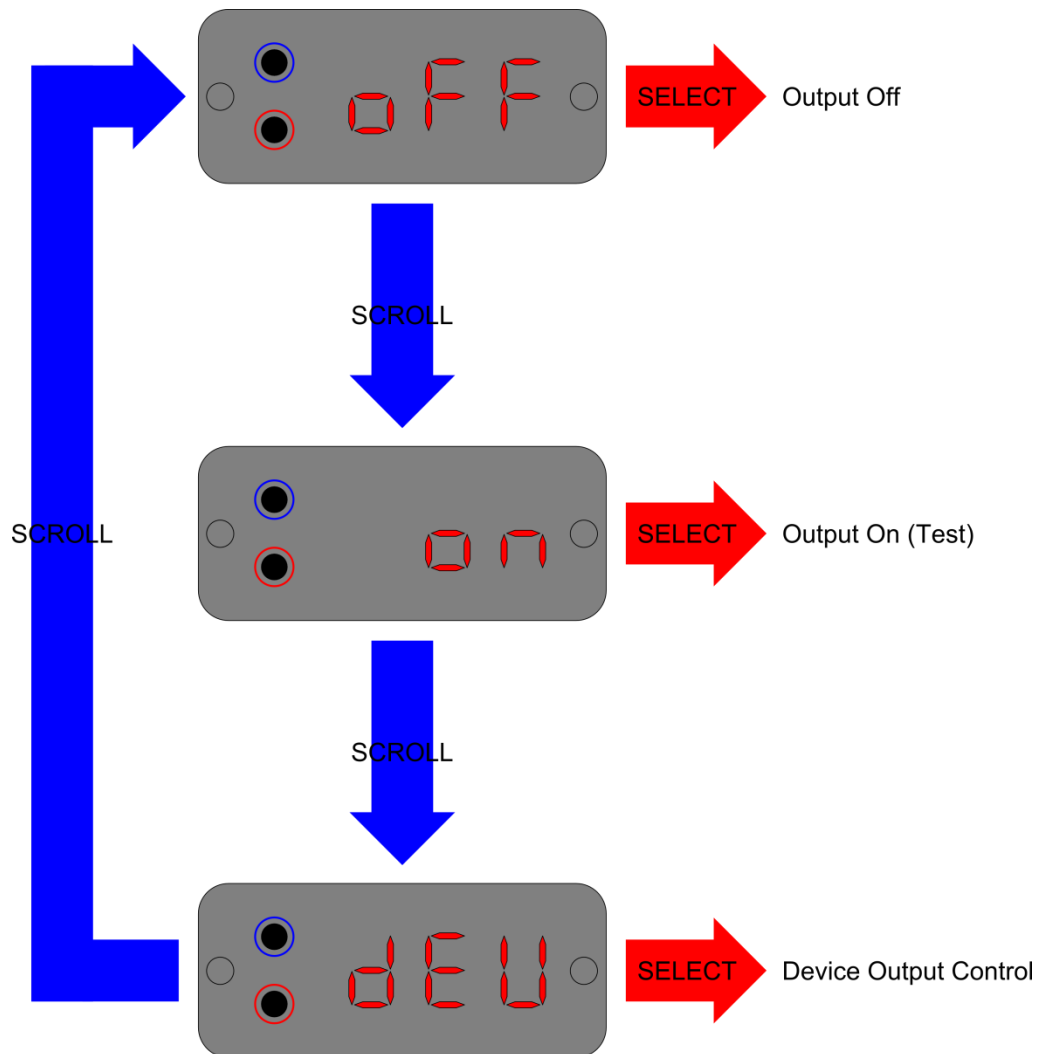 oFF
SELECT
Output Off
SCROLL
on
SCROLL
SELECT
Output On (Test)
SCROLL
dEU
SELECT
Device Output Control